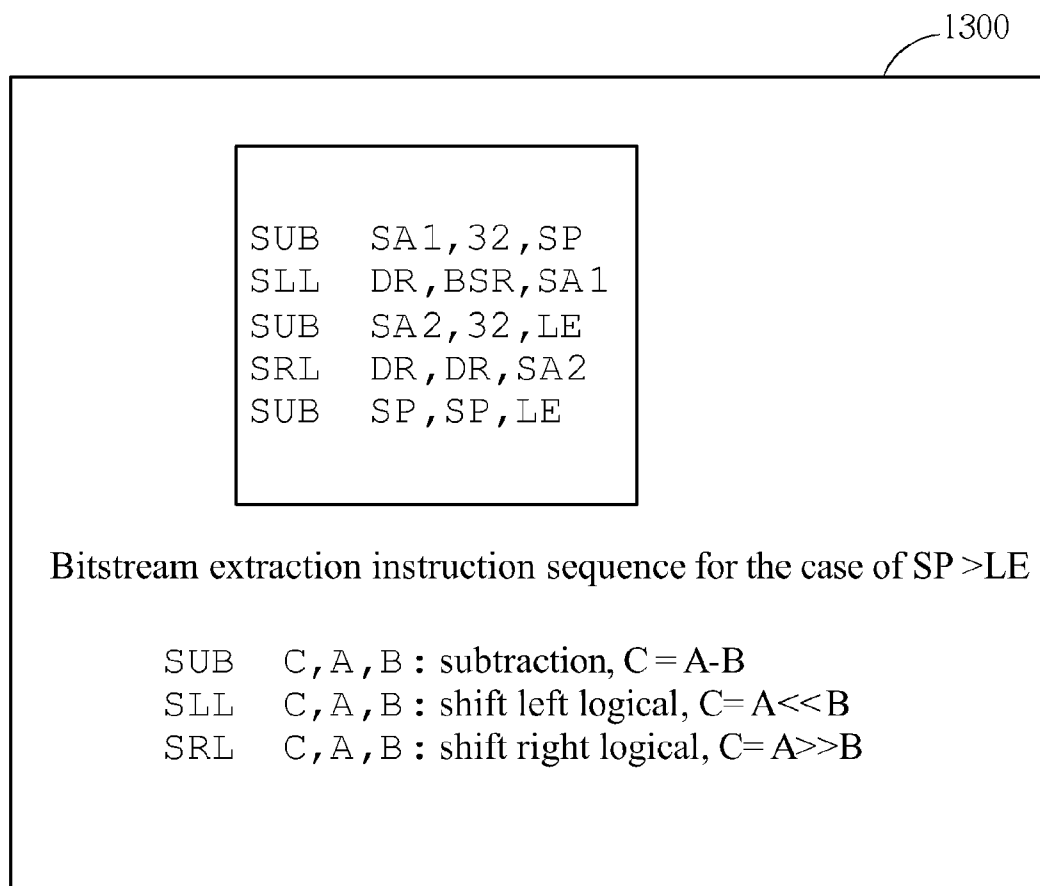 1300
SUB SA1,32,SP
SLL DR,BSR,SA1
SUB SA2,32,LE
SRL DR,DR,SA2
SUB SP,SP,LE
Bitstream extraction instruction sequence for the case of SP >LE
SUB C,A,B : subtraction, C = A-B
SLL C,A,B : shift left logical, C= A<<B
SRL C,A,B : shift right logical, C= A>>B